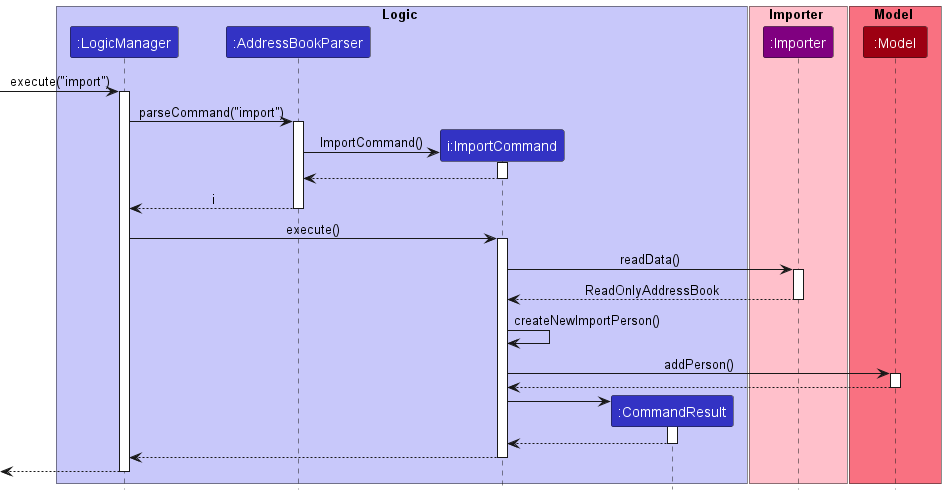 Logic
Importer
Model
:LogicManager
:AddressBookParser
:Importer
:Model
execute("import")
parseCommand("import")
ImportCommand()
i:ImportCommand
i
execute()
readData()
ReadOnlyAddressBook
createNewImportPerson()
addPerson()
:CommandResult